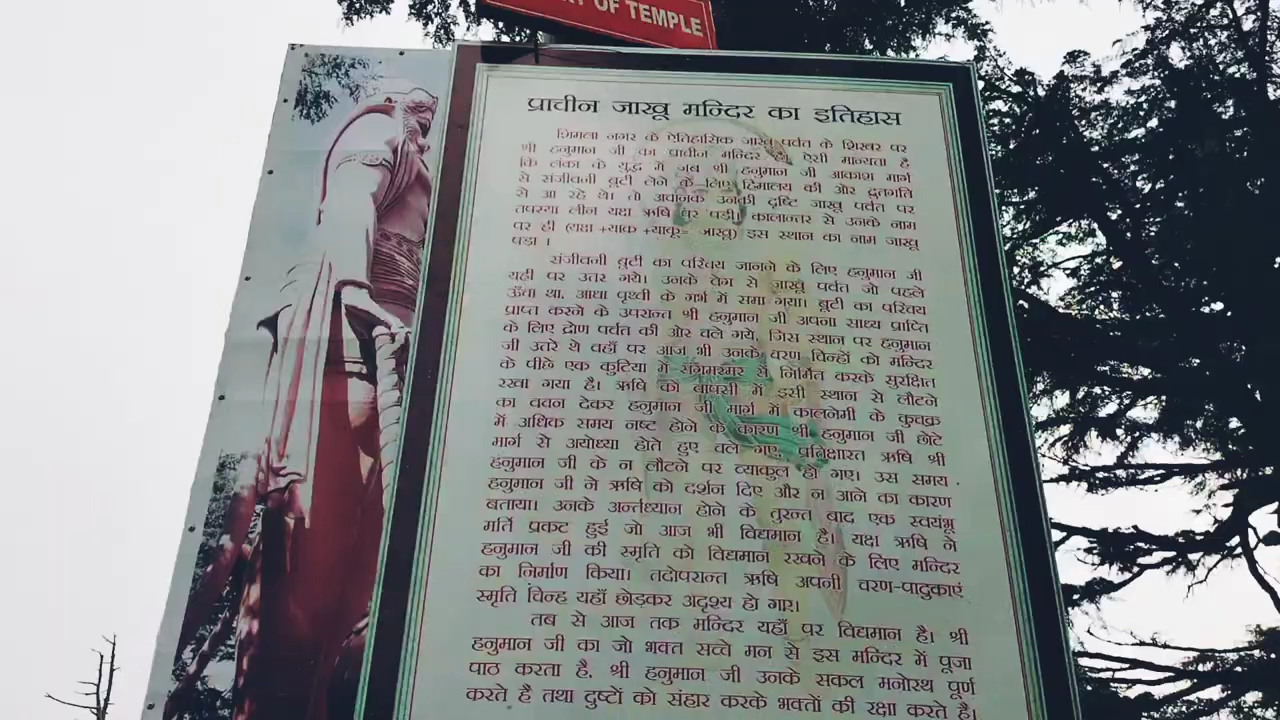 OF TEMPLE
प्राचीन जाखू मन्दिर का इतिहास
शिमला नगर के ऐतिहासिक जाखू पर्वत के शिखर पर
श्री हनुमान जी का प्राचीन मन्दिर है। ऐसी मान्यता है
कि लंका के युद्ध में जब श्री हनुमान जी आकाश मार्ग
से संजीवनी बूटी लेने के लिए हिमालय की ओर द्रुतगति
से जा रहे थे। तो अचानक उनकी दृष्टि जाखू पर्वत पर
तपस्या लीन यक्ष ऋषि पर पड़ी। कालान्तर से उनके नाम
पर ही (यक्ष +याक +याकू= जाखू) इस स्थान का नाम जाखू
पड़ा ।
संजीवनी बूटी का परिचय जानने के लिए हनुमान जी
यही पर उतर गये। उनके वेग से जाखू पर्वत जो पहले
ऊँचा था, आधा पृथ्वी के गर्भ में समा गया। बूटी का परिचय
प्राप्त करने के उपरान्त श्री हनुमान जी अपना साध्य प्राप्ति
के लिए द्रोण पर्वत की ओर चले गये, जिस स्थान पर हनुमान
जी उतरे थे वहाँ पर आज भी उनके चरण चिन्हों को मन्दिर
के पीछे एक कुटिया में संगमरमर से निर्मित करके सुरक्षित
रखा गया है। ऋषि को वापसी में इसी स्थान से लौटने
का वचन देकर हनुमान जी मार्ग में कालनेमी के कुचक्र
में अधिक समय नष्ट होने के कारण श्री हनुमान जी छोटे
मार्ग से अयोध्या होते हुए चले गए, प्रतिक्षारत ऋषि श्री
हनुमान जी के न लौटने पर व्याकुल हो गए। उस समय
हनुमान जी ने ऋषि को दर्शन दिए और न आने का कारण
बताया। उनके अर्न्तध्यान होने के तुरन्त बाद एक स्वयंभू
मर्ति प्रकट हुई जो आज भी विद्यमान है। यक्ष ऋषि ने
हनुमान जी की स्मृति को विद्यमान रखने के लिए मन्दिर
का निर्माण किया। तदोपरान्त ऋषि अपनी चरण-पादुकाएं
स्मृति चिन्ह यहाँ छोड़कर अदृश्य हो गए।
तब से आज तक मन्दिर यहाँ पर विद्यमान है। श्री
हनुमान जी का जो भक्त सच्चे मन से इस मन्दिर में पूजा
पाठ करता है, श्री हनुमान जी उनके सकल मनोरथ पूर्ण
करते है तथा दुष्टों को संहार करके भक्तों की रक्षा करते है।